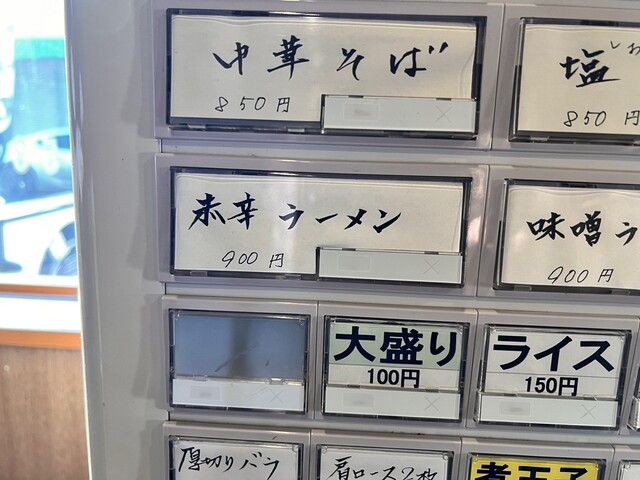 中華そば
850円
塩
850円
赤辛ラーメン
900円
味噌ラ
900円
大盛り
100円
ライス
150円
厚切りバラ
肩ロース2枚
煮玉子